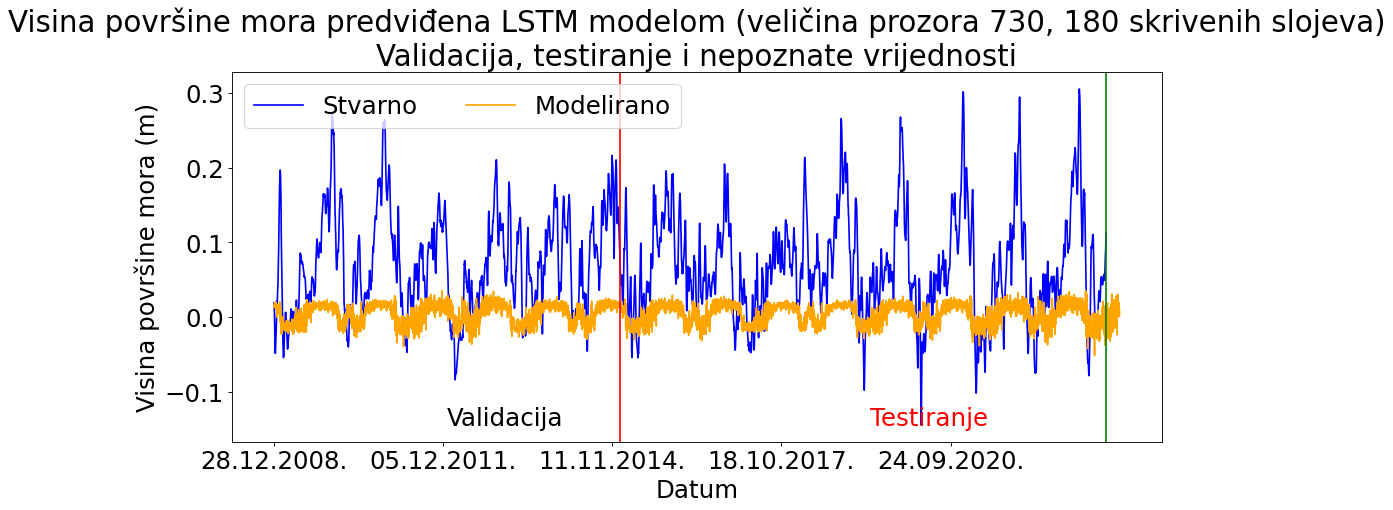 Visina površine mora predviđena LSTM modelom (veličina prozora 730, 180 skrivenih slojeva)
Validacija, testiranje i nepoznate vrijednosti
Stvarno Modelirano
Visina površine mora (m)
0.3
0.2
0.1
0.0
−0.1
Validacija
Testiranje
28.12.2008. 05.12.2011. 11.11.2014. 18.10.2017. 24.09.2020.
Datum